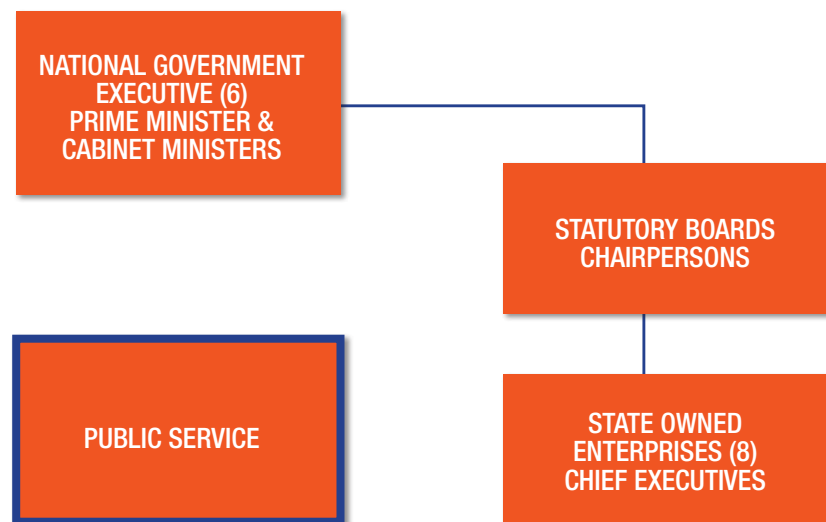 NATIONAL GOVERNMENT
EXECUTIVE (6)
PRIME MINISTER &
CABINET MINISTERS
STATUTORY BOARDS
CHAIRPERSONS
PUBLIC SERVICE
STATE OWNED
ENTERPRISES (8)
CHIEF EXECUTIVES